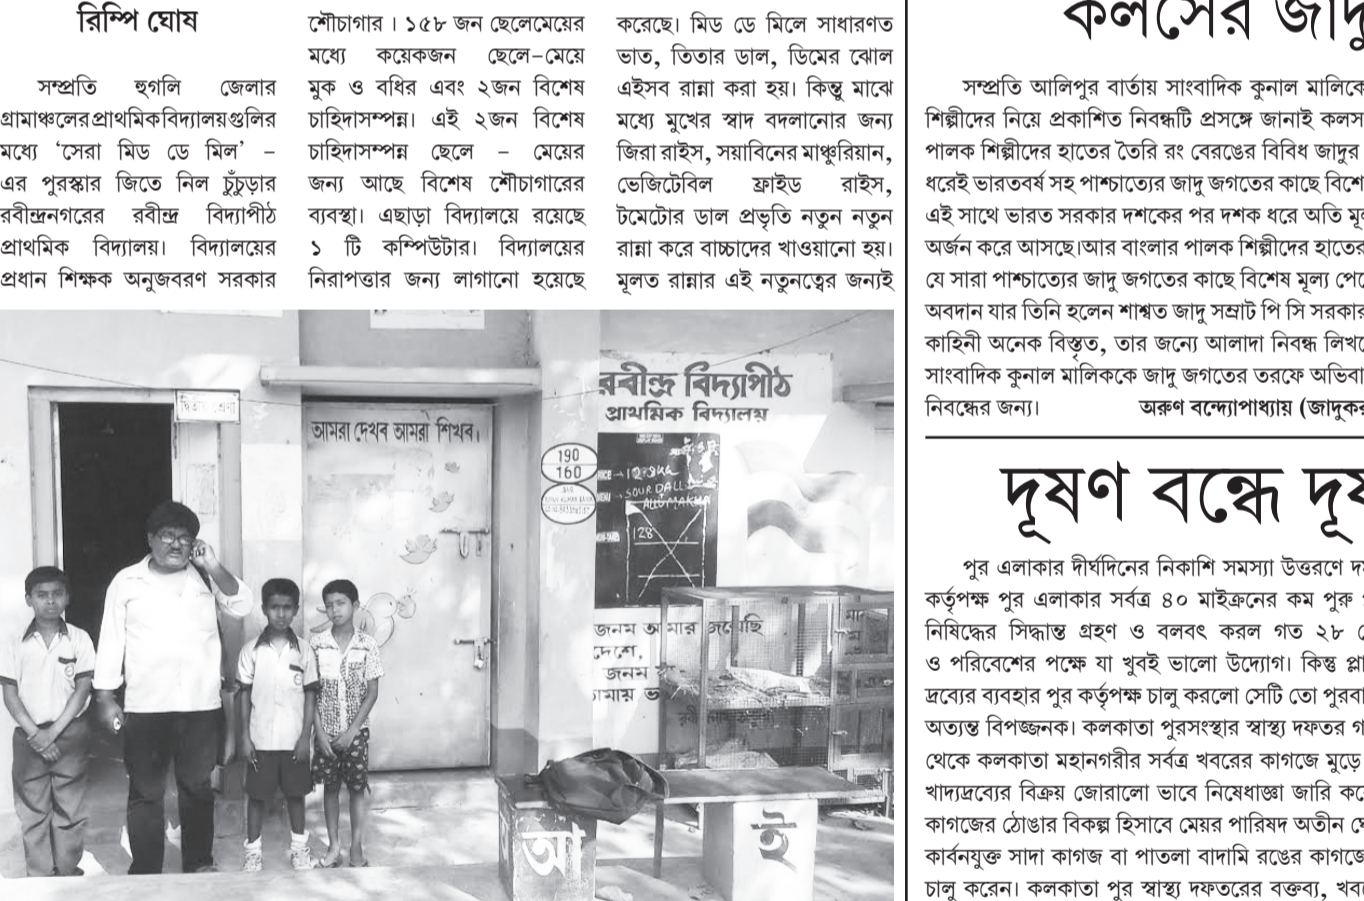 রিম্পি ঘোষ
সম্প্রতি হুগলি জেলার
গ্রামাঞ্চলের প্রাথমিক বিদ্যালয়গুলির
মধ্যে ‘সেরা মিড ডে মিল’ –
এর পুরস্কার জিতে নিল চুঁচুড়ার
রবীন্দ্রনগরের রবীন্দ্র বিদ্যাপীঠ
প্রাথমিক বিদ্যালয়। বিদ্যালয়ের
প্রধান শিক্ষক অনুজবরণ সরকার
শৌচাগার। ১৫৮ জন ছেলেমেয়ের
মধ্যে কয়েকজন ছেলে–মেয়ে
মুক ও বধির এবং ২জন বিশেষ
চাহিদাসম্পন্ন। এই ২জন বিশেষ
চাহিদাসম্পন্ন ছেলে – মেয়ের
জন্য আছে বিশেষ শৌচাগারের
ব্যবস্থা। এছাড়া বিদ্যালয়ে রয়েছে
১ টি কম্পিউটার। বিদ্যালয়ের
নিরাপত্তার জন্য লাগানো হয়েছে
করেছে। মিড ডে মিলে সাধারণত
ভাত, তিতার ডাল, ডিমের ঝোল
এইসব রান্না করা হয়। কিন্তু মাঝে
মধ্যে মুখের স্বাদ বদলানোর জন্য
জিরা রাইস, সয়াবিনের মাঞ্চুরিয়ান,
ভেজিটেবিল ফ্রাইড রাইস,
টমেটোর ডাল প্রভৃতি নতুন নতুন
রান্না করে বাচ্চাদের খাওয়ানো হয়।
মূলত রান্নার এই নতুনত্বের জন্যই
দ্বিতীয় শ্রেণী
আমরা দেখব আমরা শিখব।
190
160
রবীন্দ্র বিদ্যাপীঠ
প্রাথমিক বিদ্যালয়
SOUR DALL
128
জনম আমার
দেশে,
জনম
আ
ই
কলসের জাদু
সম্প্রতি আলিপুর বার্তায় সাংবাদিক কুনাল মালিকে
শিল্পীদের নিয়ে প্রকাশিত নিবন্ধটি প্রসঙ্গে জানাই কলস
পালক শিল্পীদের হাতের তৈরি রং বেরঙের বিবিধ জাদুর
ধরেই ভারতবর্ষ সহ পাশ্চাত্যের জাদু জগতের কাছে বিশে
এই সাথে ভারত সরকার দশকের পর দশক ধরে অতি মূ
অর্জন করে আসছে।আর বাংলার পালক শিল্পীদের হাতের
যে সারা পাশ্চাত্যের জাদু জগতের কাছে বিশেষ মূল্য পে
অবদান যার তিনি হলেন শাশ্বত জাদু সম্রাট পি সি সরকার
কাহিনী অনেক বিস্তৃত, তার জন্যে আলাদা নিবন্ধ লিখ
সাংবাদিক কুনাল মালিককে জাদু জগতের তরফে অভিবা
নিবন্ধের জন্য। অরুণ বন্দ্যোপাধ্যায় (জাদুকর
দূষণ বন্ধে দূষ
পুর এলাকার দীর্ঘদিনের নিকাশি সমস্যা উত্তরণে দ
কর্তৃপক্ষ পুর এলাকার সর্বত্র ৪০ মাইক্রনের কম পুরু
নিষিদ্ধের সিদ্ধান্ত গ্রহণ ও বলবৎ করল গত ২৮
ও পরিবেশের পক্ষে যা খুবই ভালো উদ্যোগ। কিন্তু প্লা
দ্রব্যের ব্যবহার পুর কর্তৃপক্ষ চালু করলো সেটি তো পুরবা
অত্যন্ত বিপজ্জনক। কলকাতা পুরসংস্থার স্বাস্থ্য দফতর গ
থেকে কলকাতা মহানগরীর সর্বত্র খবরের কাগজে মুড়ে
খাদ্যদ্রব্যের বিক্রয় জোরালো ভাবে নিষেধাজ্ঞা জারি করে
কাগজের ঠোঙার বিকল্প হিসাবে মেয়র পারিষদ অতীন ঘে
কার্বনযুক্ত সাদা কাগজ বা পাতলা বাদামি রঙের কাগজে
চালু করেন। কলকাতা পুর স্বাস্থ্য দফতরের বক্তব্য, খব